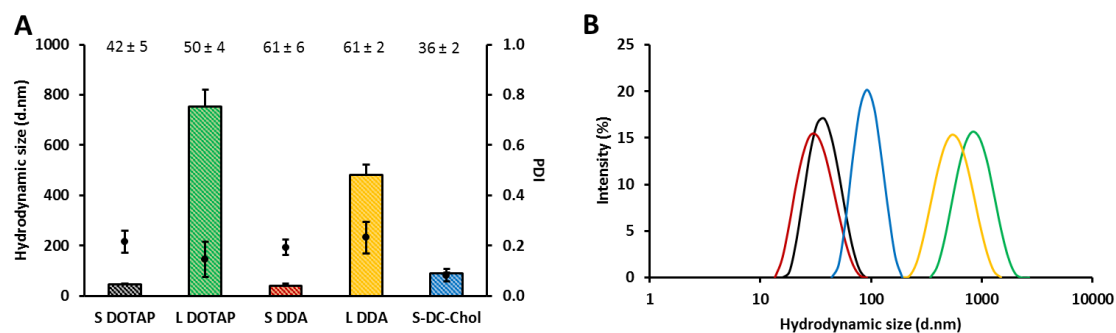 A
42 ± 5 50 ± 4 61 ± 6 61 ± 2 36 ± 2
Hydrodynamic size (d.nm)
1000
800
600
400
200
0
1.0
0.8
0.6
0.4
0.2
0.0
PDI
S DOTAP L DOTAP S DDA L DDA S-DC-Chol
B
Intensity (%)
25
20
15
10
5
0
1 10 100 1000 10000
Hydrodynamic size (d.nm)